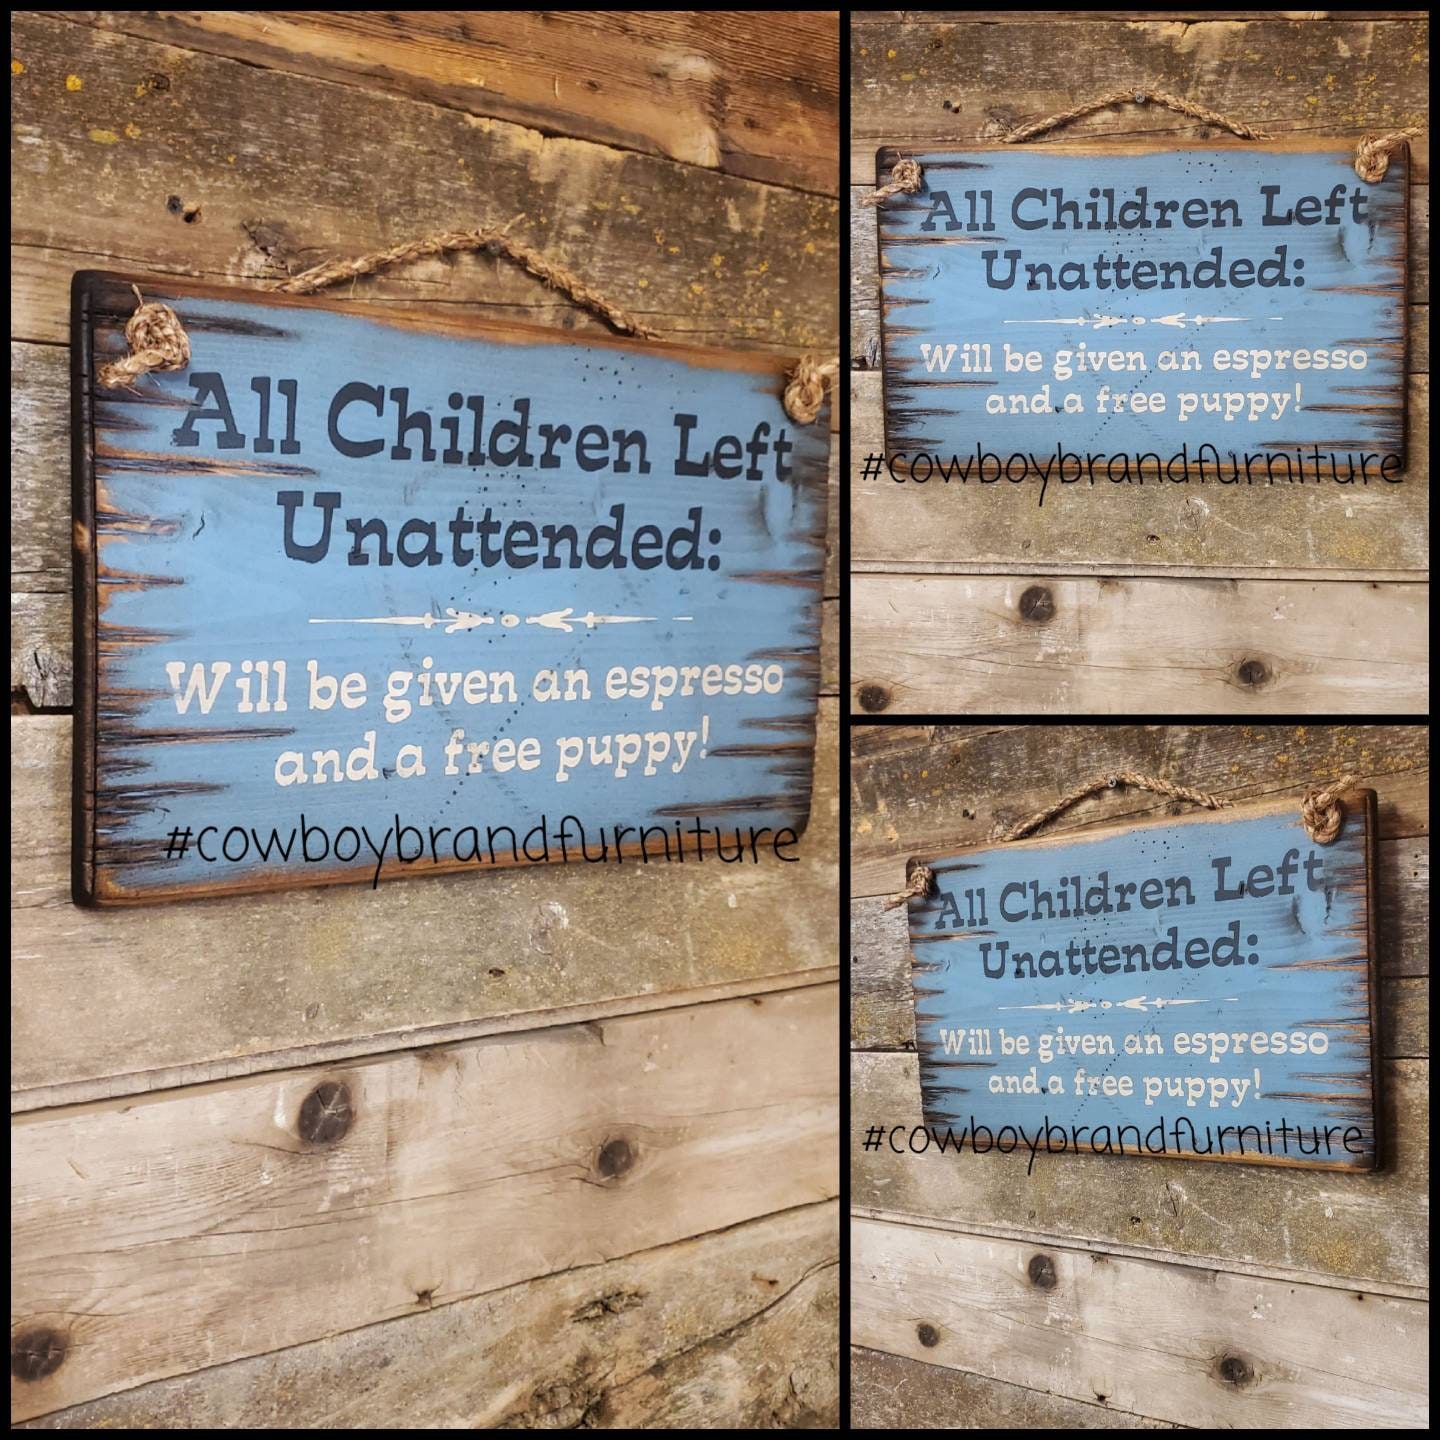 All Children Left
Unattended:
Will be given an espresso
and a free puppy!
#cowboybrandfurniture
All Children Left
Unattended:
Will be given an espresso
and a free puppy!
#cowboybrandfurniture
All Children Left
Unattended:
Will be given an espresso
and a free puppy!
#cowboybrandfurniture